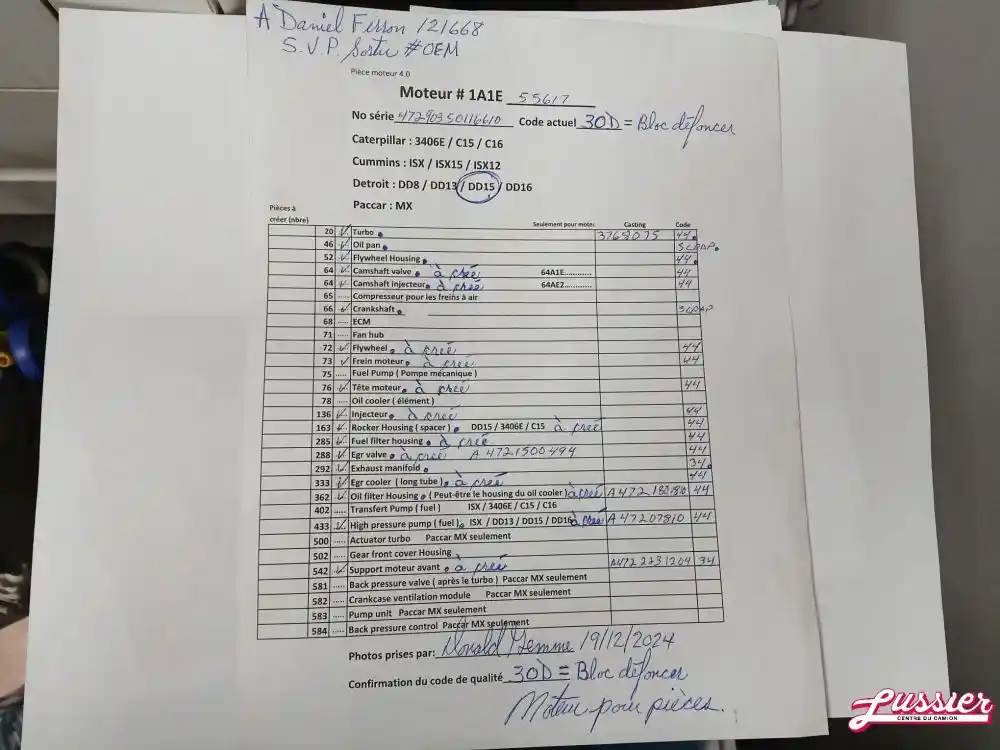 A Daniel Ferron 121668
S.V.P. Sortir #OEM
Pièce moteur 4.0
Moteur # 1A1E 55617
No série 47290350116610 Code actuel 30D = Bloc défoncer
Caterpillar : 3406E / C15 / C16
Cummins : ISX / ISX15 / ISX12
Detroit : DD8 / DD13 / DD15 / DD16
Paccar : MX
Pièces à
créer (nbre) Seulement pour moteu Casting Code
20 ✓ Turbo 3768075 44
46 ✓ Oil pan SCRAP
52 ✓ Flywheel Housing 44
64 ✓ Camshaft valve à créé 64A1E............ 44
64 ✓ Camshaft injecteur à créé 64AE2............ 44
65 ..... Compresseur pour les freins à air
66 ✓ Crankshaft SCRAP
68 ..... ECM
71 ..... Fan hub
72 ✓ Flywheel à créé 44
73 ✓ Frein moteur à créé 44
75 ..... Fuel Pump ( Pompe mécanique )
76 ✓ Tête moteur à créé 44
78 ..... Oil cooler ( élément )
136 ✓ Injecteur à créé 44
163 ✓ Rocker Housing ( spacer ) DD15 / 3406E / C15 à créé 44
285 ✓ Fuel filter housing à créé 44
288 ✓ Egr valve à créé A 4721500494 44
292 ✓ Exhaust manifold 34
333 ✓ Egr cooler ( long tube ) à créé 44
362 ✓ Oil filter Housing ( Peut-être le housing du oil cooler ) à créé 44
402 ..... Transfert Pump ( fuel ) ISX / 3406E / C15 / C16
433 ✓ High pressure pump ( fuel ) ISX / DD13 / DD15 / DD16 à créé A 47207810 44
500 ..... Actuator turbo Paccar MX seulement
502 ..... Gear front cover Housing
542 ✓ Support moteur avant à créé A472 2231204 34
581 ..... Back pressure valve ( après le turbo ) Paccar MX seulement
582 ..... Crankcase ventilation module Paccar MX seulement
583 ..... Pump unit Paccar MX seulement
584 ..... Back pressure control Paccar MX seulement
Photos prises par: Donald Gemme 19/12/2024
Confirmation du code de qualité 30D = Bloc défoncer
Moteur pour pièces.
Lussier
CENTRE DU CAMION